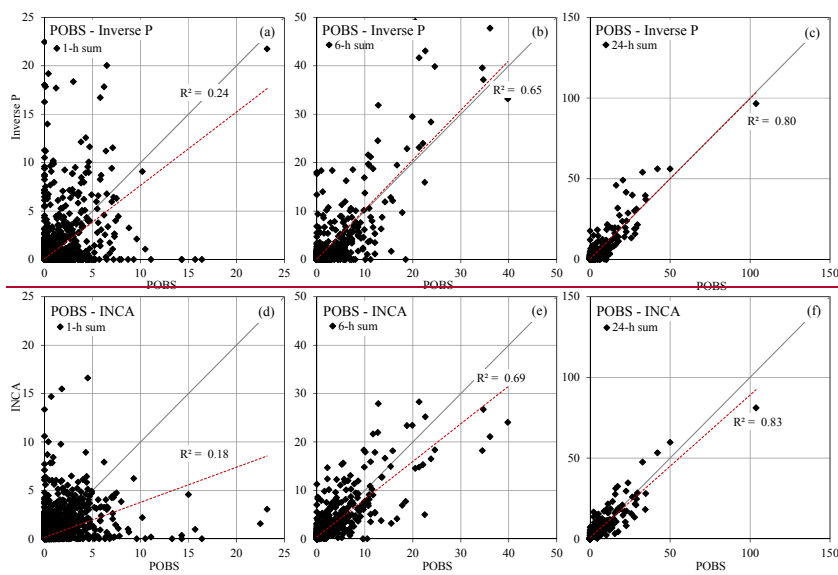 POBS - Inverse P (a)
1-h sum
R² = 0.24
Inverse P
25
20
15
10
5
0
0 5 10 15 20 25
POBS
POBS - Inverse P (b)
6-h sum
R² = 0.65
50
40
30
20
10
0
0 10 20 30 40 50
POBS
POBS - Inverse P (c)
24-h sum
R² = 0.80
150
100
50
0
0 50 100 150
POBS
POBS - INCA (d)
1-h sum
R² = 0.18
INCA
25
20
15
10
5
0
0 5 10 15 20 25
POBS
POBS - INCA (e)
6-h sum
R² = 0.69
50
40
30
20
10
0
0 10 20 30 40 50
POBS
POBS - INCA (f)
24-h sum
R² = 0.83
150
100
50
0
0 50 100 150
POBS